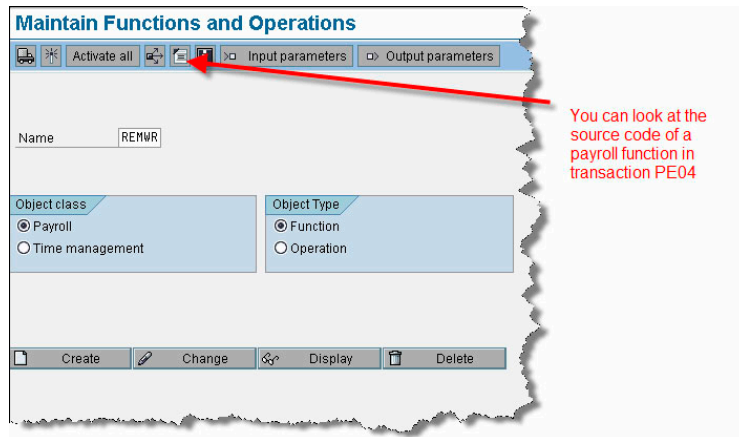 Maintain Functions and Operations
Activate all Input parameters Output parameters
You can look at the
source code of a
payroll function in
transaction PE04
Name REMWR
Object class Object Type
Payroll Function
Time management Operation
Create Change Display Delete